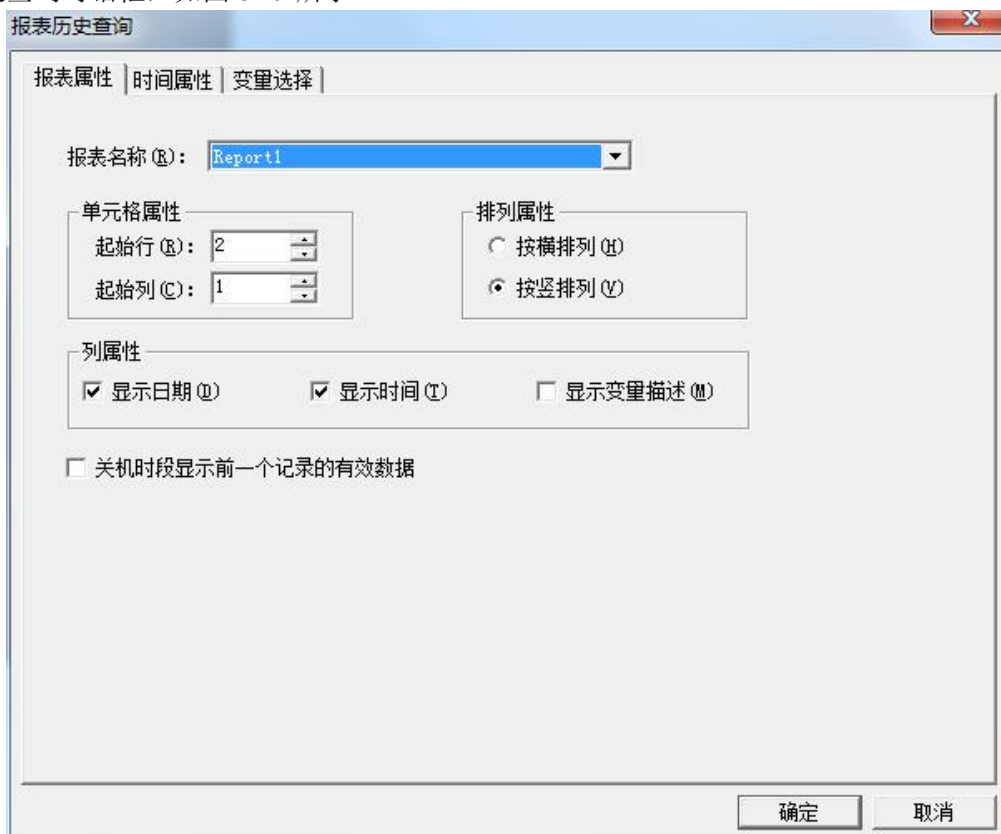 报表历史查询
报表属性 时间属性 变量选择
报表名称(R): Report1
单元格属性
起始行(R): 2
起始列(C): 1
排列属性
按横排列(H)
按竖排列(V)
列属性
显示日期(D) 显示时间(T) 显示变量描述(M)
关机时段显示前一个记录的有效数据
确定 取消